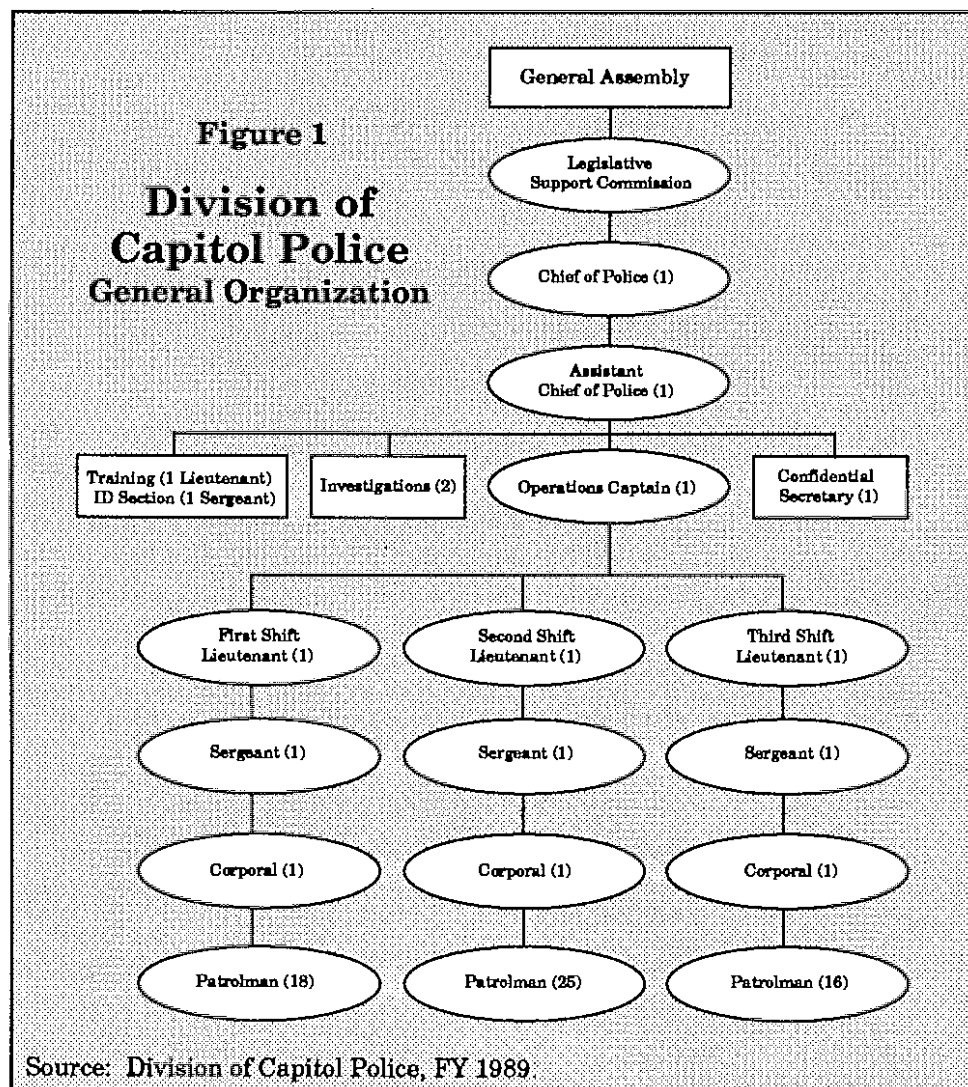 General Assembly
Figure 1
Division of
Capitol Police
General Organization
Legislative
Support Commission
Chief of Police (1)
Assistant
Chief of Police (1)
Training (1 Lieutenant)
ID Section (1 Sergeant)
Investigations (2)
Operations Captain (1)
Confidential
Secretary (1)
First Shift
Lieutenant (1)
Second Shift
Lieutenant (1)
Third Shift
Lieutenant (1)
Sergeant (1)
Sergeant (1)
Sergeant (1)
Corporal (1)
Corporal (1)
Corporal (1)
Patrolman (18)
Patrolman (25)
Patrolman (16)
Source: Division of Capitol Police, FY 1989.